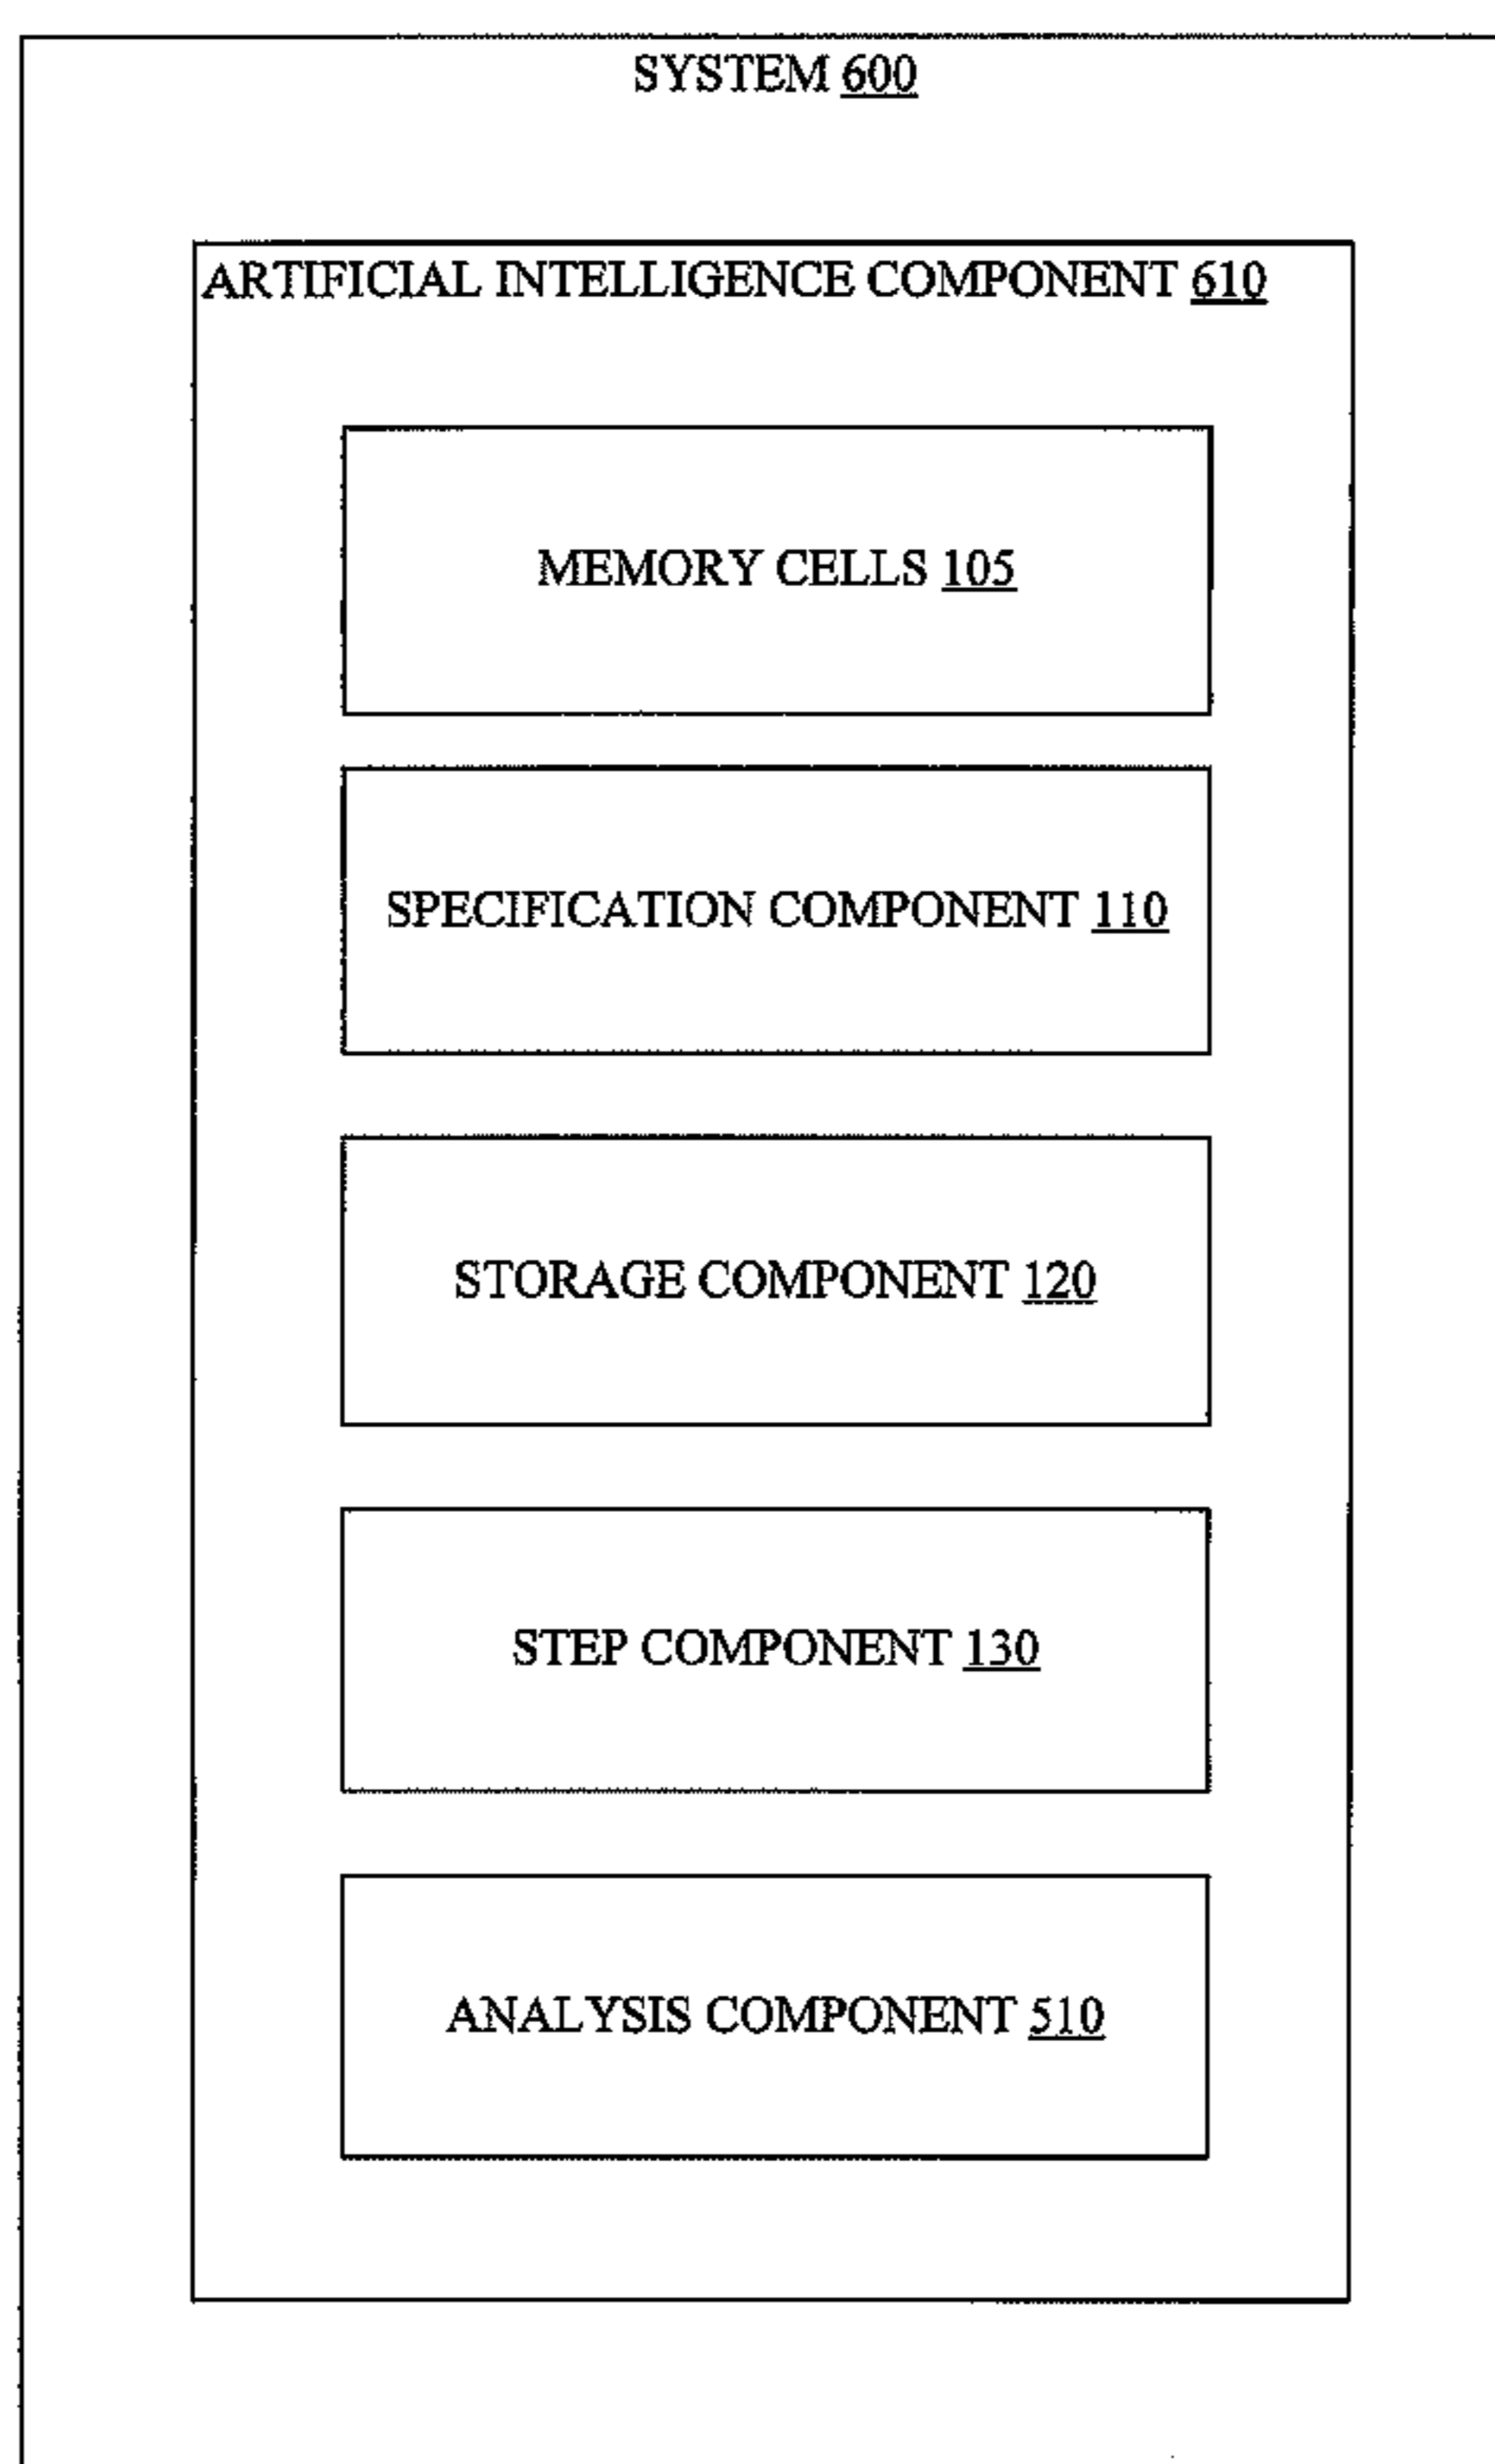 SYSTEM 600
ARTIFICIAL INTELLIGENCE COMPONENT 610
MEMORY CELLS 105
SPECIFICATION COMPONENT 110
STORAGE COMPONENT 120
STEP COMPONENT 130
ANALYSIS COMPONENT 510